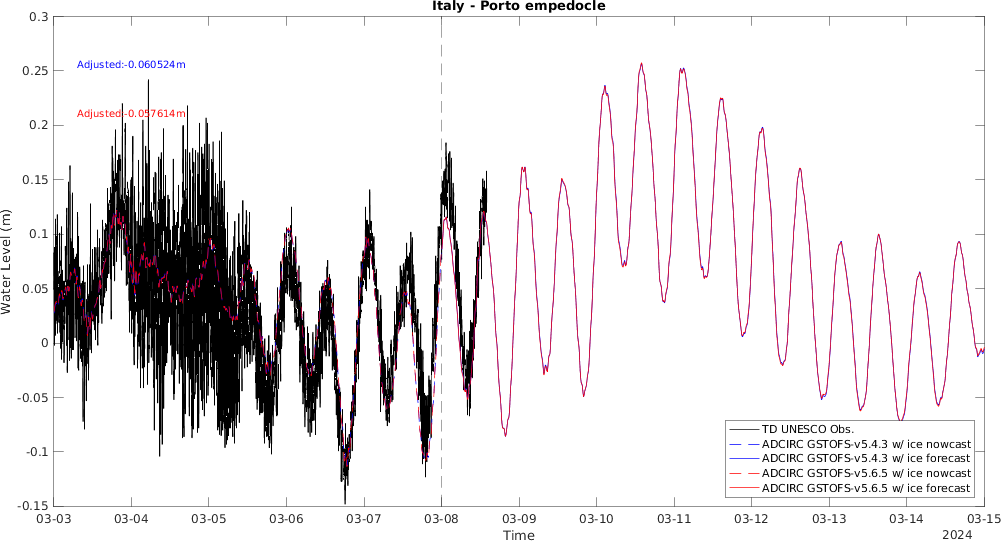 Italy - Porto empedocle
0.3
0.25
0.2
0.15
0.1
0.05
0
-0.05
-0.1
-0.15
Water Level (m)
Adjusted:-0.060524m
Adjusted:-0.057614m
TD UNESCO Obs.
ADCIRC GSTOFS-v5.4.3 w/ ice nowcast
ADCIRC GSTOFS-v5.4.3 w/ ice forecast
ADCIRC GSTOFS-v5.6.5 w/ ice nowcast
ADCIRC GSTOFS-v5.6.5 w/ ice forecast
03-03 03-04 03-05 03-06 03-07 03-08 03-09 03-10 03-11 03-12 03-13 03-14 03-15
Time
2024